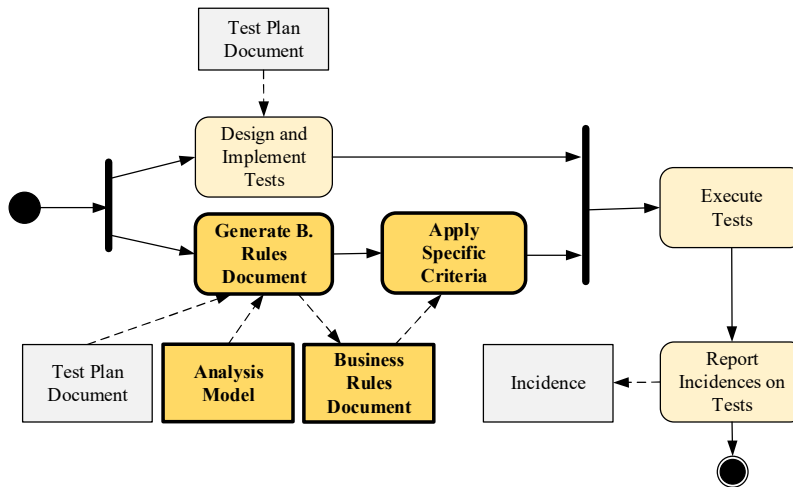 Test Plan
Document
Design and
Implement
Tests
Execute
Tests
Generate B.
Rules
Document
Apply
Specific
Criteria
Test Plan
Document
Analysis
Model
Business
Rules
Document
Incidence
Report
Incidences on
Tests